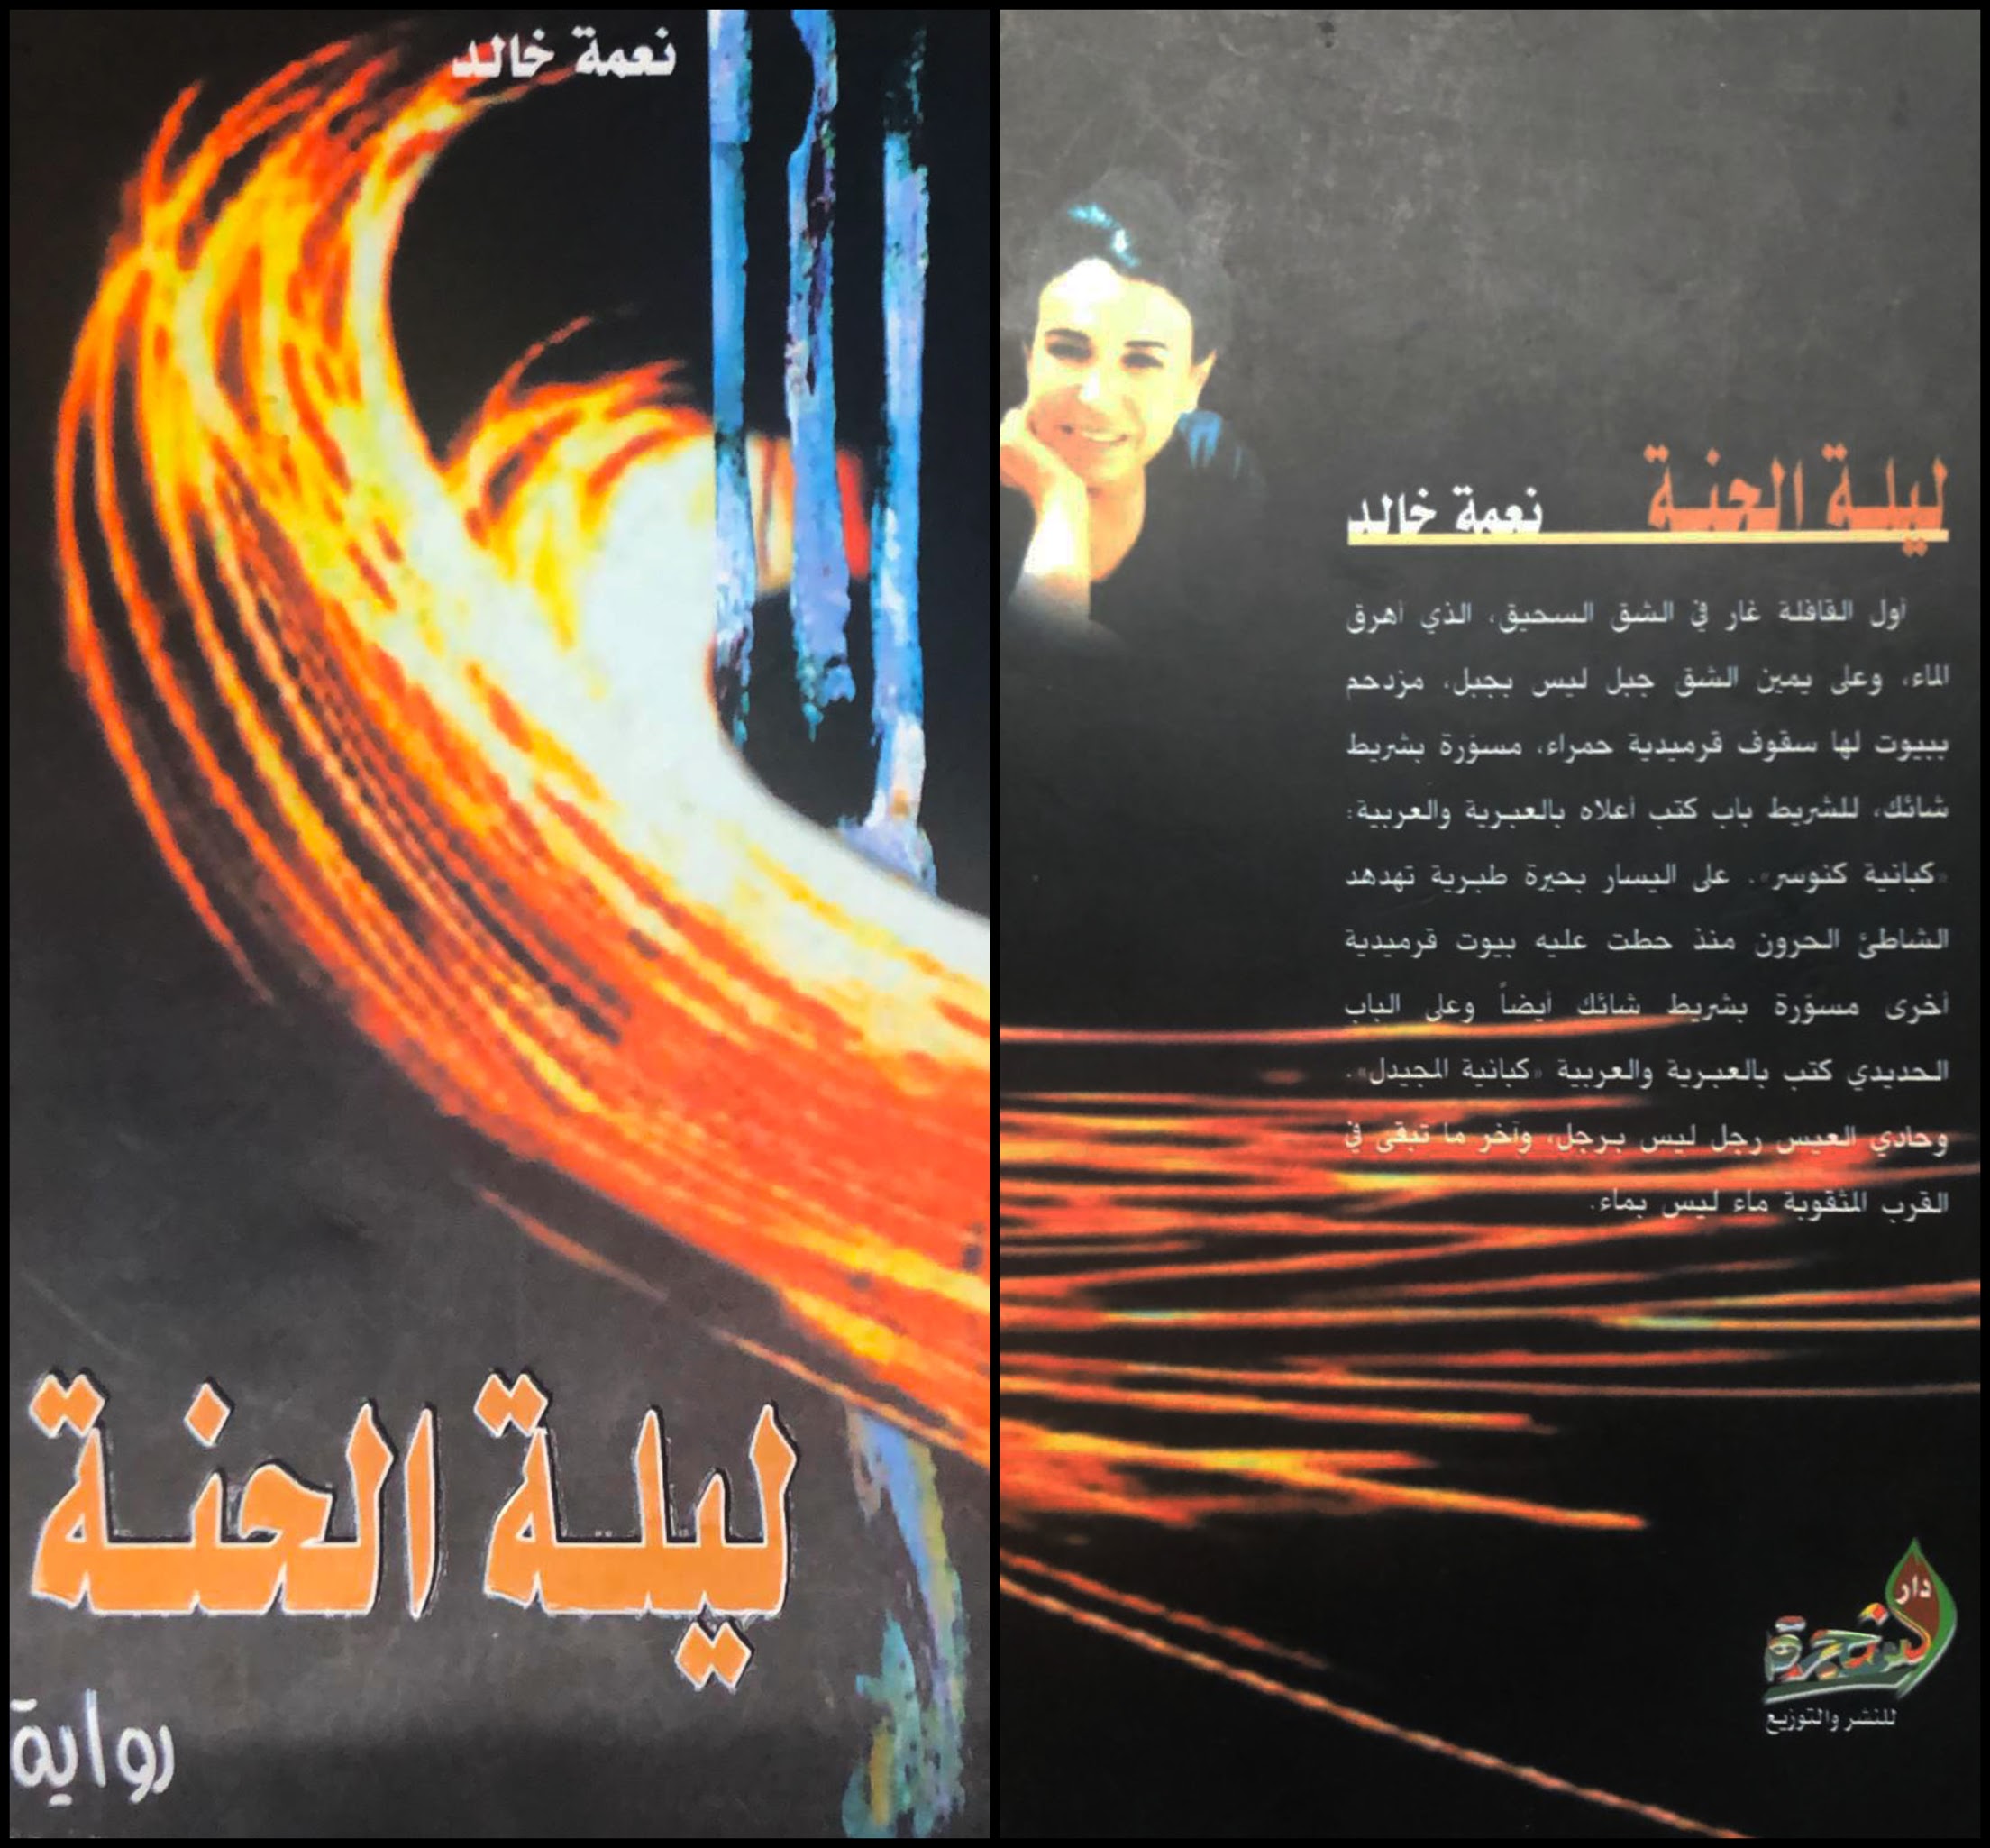 نعمة خالد
ليلة الحنة
رواية
ليلة الحنة
نعمة خالد
أول القافلة غار في الشق السحيق، الذي أهرق
الماء، وعلى يمين الشق جبل ليس بجبل، مزدحم
ببيوت لها سقوف قرميدية حمراء، مسوّرة بشريط
شائك، للشريط باب كتب أعلاه بالعبرية والعربية:
«كبانية كنوسر». على اليسار بحيرة طبرية تهدهد
الشاطئ الحرون منذ حطت عليه بيوت قرميدية
أخرى مسوّرة بشريط شائك أيضاً وعلى الباب
الحديدي كتب بالعبرية والعربية «كبانية المجيدل».
وحادي العيس رجل ليس برجل، وآخر ما تبقى في
القرب المثقوبة ماء ليس بماء.
دار
للنشر والتوزيع